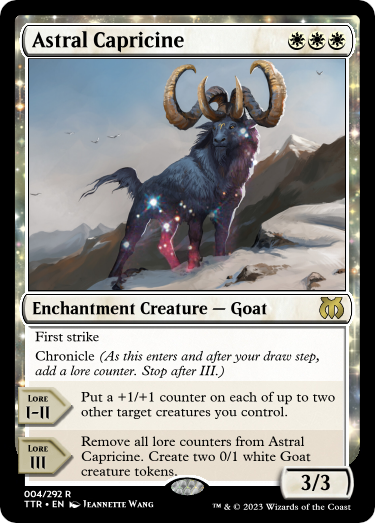 Astral Capricine
Enchantment Creature — Goat
First strike
Chronicle (As this enters and after your draw step,
add a lore counter. Stop after III.)
LORE
I-II
Put a +1/+1 counter on each of up to two
other target creatures you control.
LORE
III
Remove all lore counters from Astral
Capricine. Create two 0/1 white Goat
creature tokens.
3/3
004/292 R
TTR • EN JEANNETTE WANG
™ & © 2023 Wizards of the Coast